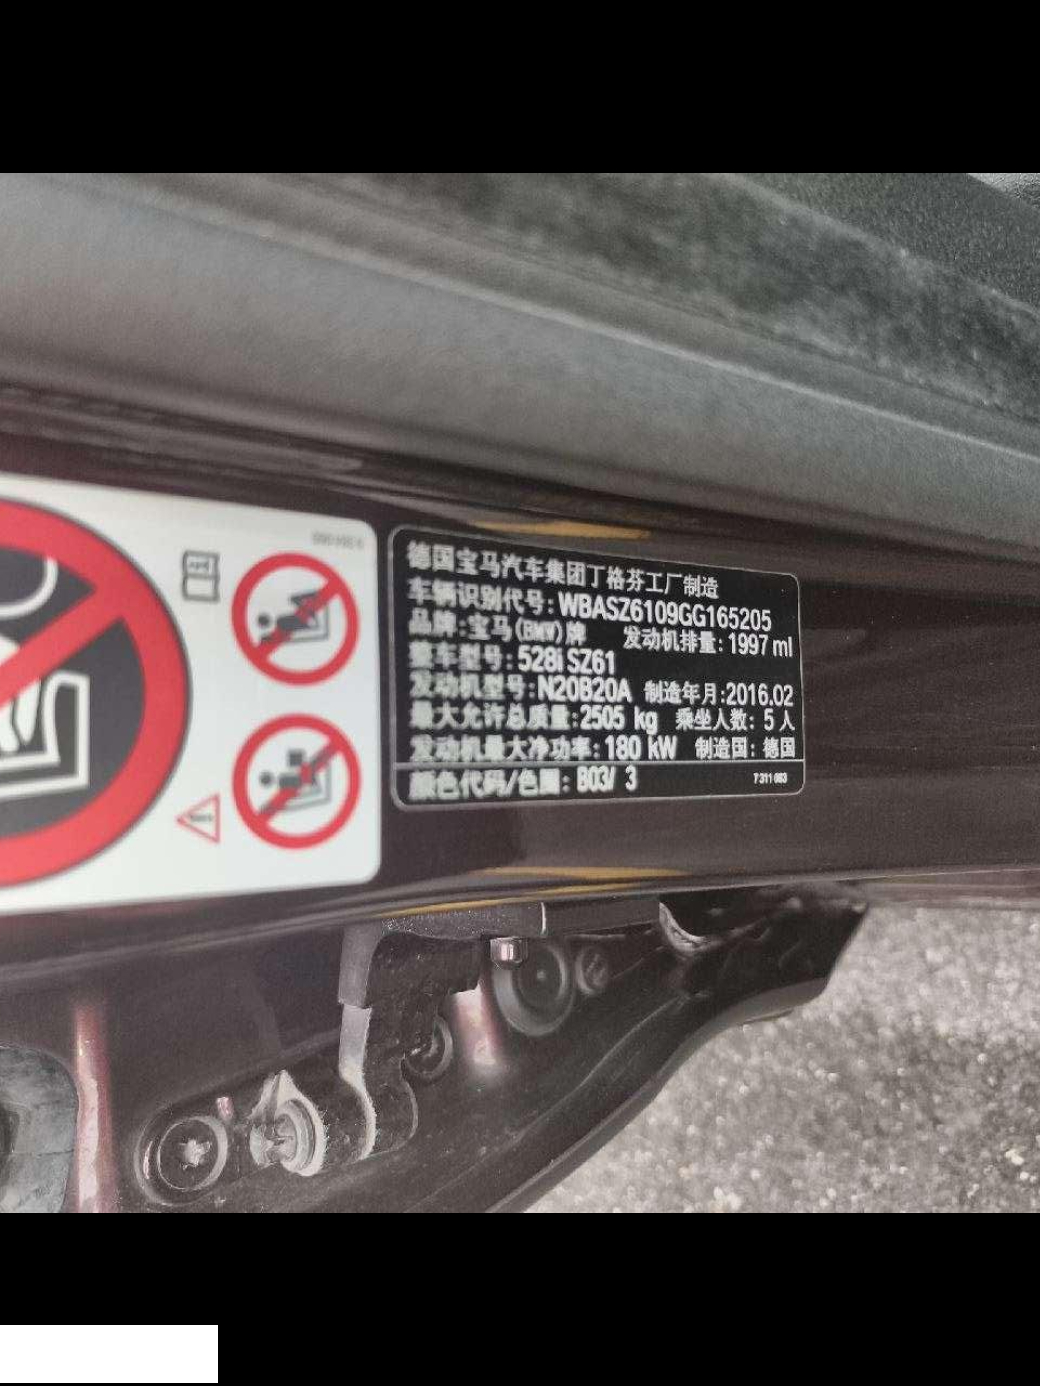 德国宝马汽车集团丁格芬工厂制造
车辆识别代号:WBASZ6109GG165205
品牌:宝马(BMW)牌 发动机排量:1997 ml
整车型号:528i SZ61
发动机型号:N20B20A 制造年月:2016.02
最大允许总质量:2505 kg 乘坐人数: 5 人
发动机最大净功率:180 kW 制造国: 德国
颜色代码/色圈: B03/ 3 7 311 083